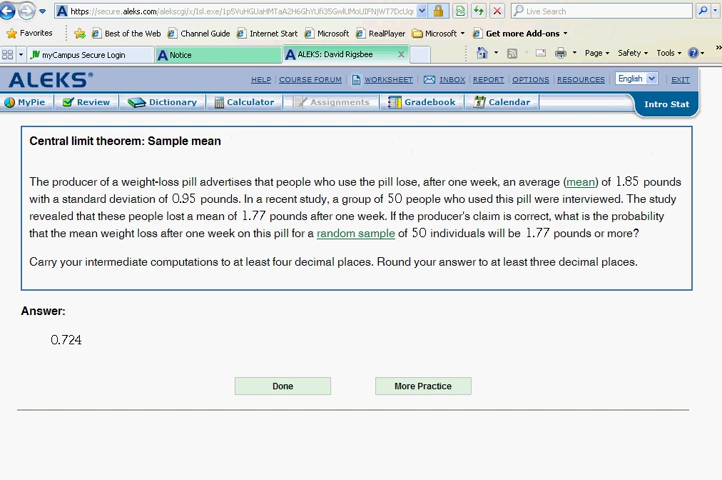 https://secure.aleks.com
Live Search
Favorites Best of the Web Channel Guide Internet Start Microsoft RealPlayer Microsoft Get more Add-ons
myCampus Secure Login Notice ALEKS: David Rigsbee Page Safety Tools
ALEKS® HELP COURSE FORUM WORKSHEET INBOX REPORT OPTIONS RESOURCES English EXIT
MyPie Review Dictionary Calculator Assignments Gradebook Calendar Intro Stat
Central limit theorem: Sample mean
The producer of a weight-loss pill advertises that people who use the pill lose, after one week, an average (mean) of 1.85 pounds
with a standard deviation of 0.95 pounds. In a recent study, a group of 50 people who used this pill were interviewed. The study
revealed that these people lost a mean of 1.77 pounds after one week. If the producer's claim is correct, what is the probability
that the mean weight loss after one week on this pill for a random sample of 50 individuals will be 1.77 pounds or more?
Carry your intermediate computations to at least four decimal places. Round your answer to at least three decimal places.
Answer:
0.724
Done More Practice